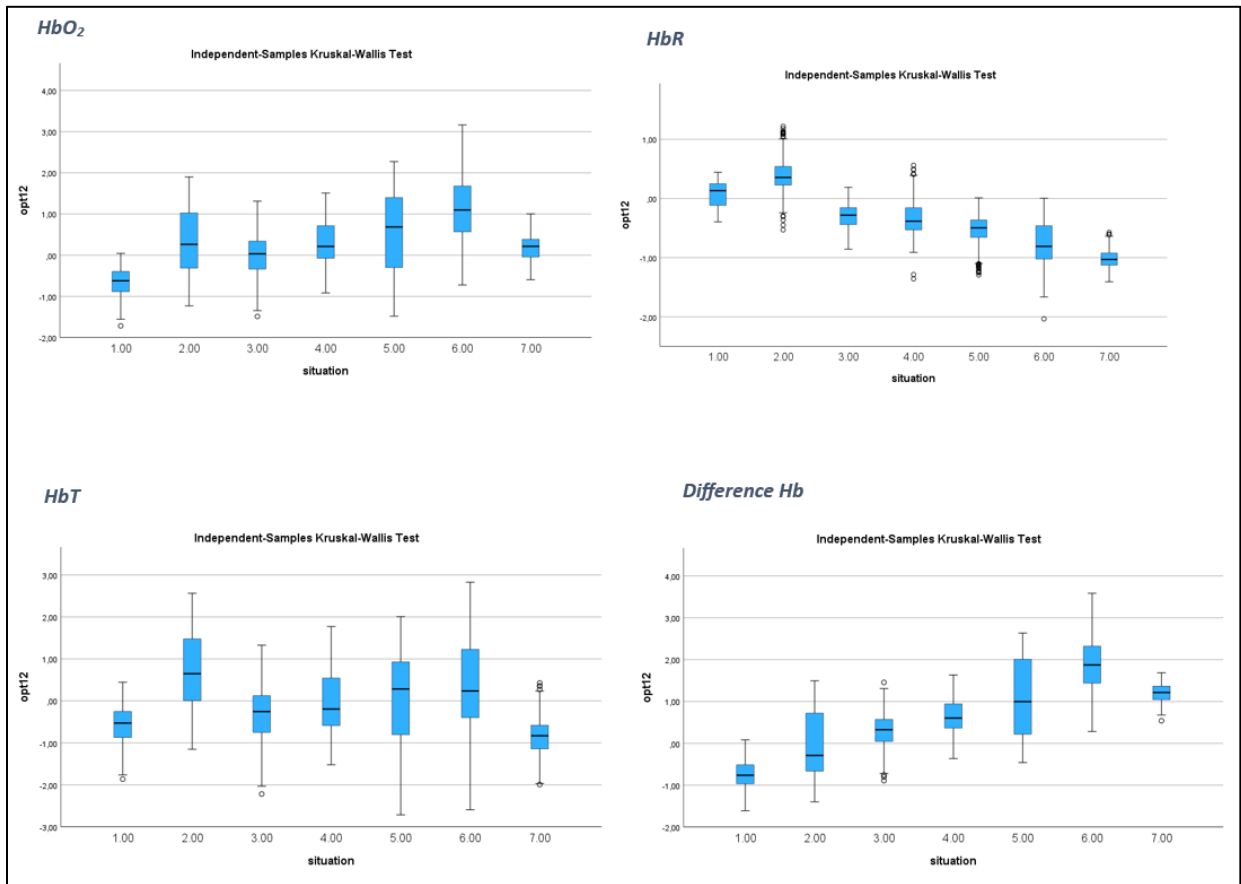 HbO₂
Independent-Samples Kruskal-Wallis Test
4,00
3,00
2,00
1,00
,00
-1,00
-2,00
opt12
1.00 2.00 3.00 4.00 5.00 6.00 7.00
situation
HbR
Independent-Samples Kruskal-Wallis Test
1,00
,00
-1,00
-2,00
opt12
1.00 2.00 3.00 4.00 5.00 6.00 7.00
situation
HbT
Independent-Samples Kruskal-Wallis Test
3,00
2,00
1,00
,00
-1,00
-2,00
-3,00
opt12
1.00 2.00 3.00 4.00 5.00 6.00 7.00
situation
Difference Hb
Independent-Samples Kruskal-Wallis Test
4,00
3,00
2,00
1,00
,00
-1,00
-2,00
opt12
1.00 2.00 3.00 4.00 5.00 6.00 7.00
situation